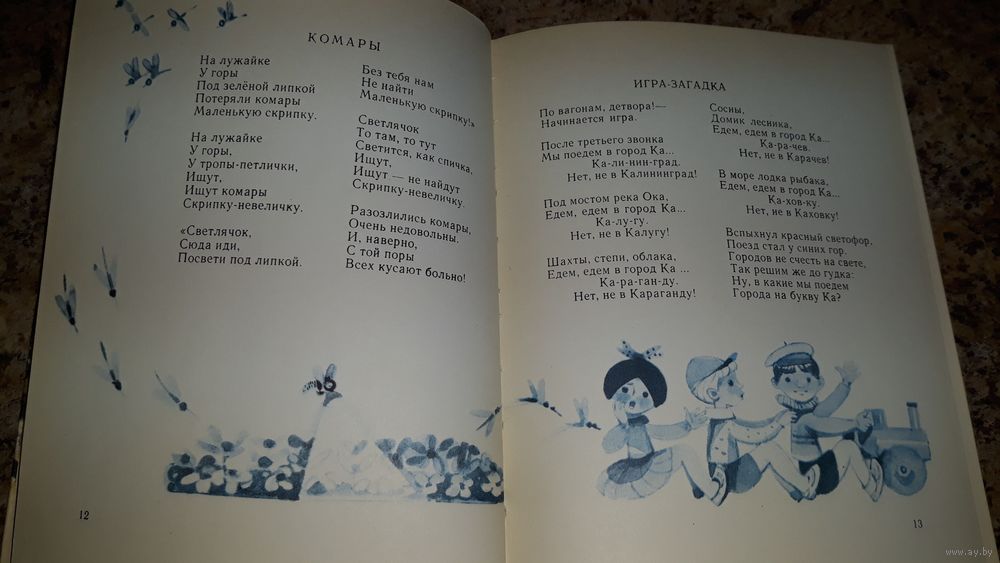 КОМАРЫ
На лужайке
У горы
Под зелёной липкой
Потеряли комары
Маленькую скрипку.
На лужайке
У горы,
У тропы-петлички,
Ищут,
Ищут комары
Скрипку-невеличку.
«Светлячок,
Сюда иди,
Посвети под липкой.
Без тебя нам
Не найти
Маленькую скрипку!»
Светлячок
То там, то тут
Светится, как спичка,
Ищут,
Ищут — не найдут
Скрипку-невеличку.
Разозлились комары,
Очень недовольны.
И, наверно,
С той поры
Всех кусают больно!
12
ИГРА-ЗАГАДКА
По вагонам, детвора!—
Начинается игра.
После третьего звонка
Мы поедем в город Ка...
Ка-ли-нин-град.
Нет, не в Калининград!
Под мостом река Ока,
Едем, едем в город Ка...
Ка-лу-гу.
Нет, не в Калугу!
Шахты, степи, облака,
Едем, едем в город Ка ...
Ка-ра-ган-ду.
Нет, не в Караганду!
Сосны,
Домик лесника,
Едем, едем в город Ка...
Ка-ра-чев.
Нет, не в Карачев!
В море лодка рыбака,
Едем, едем в город Ка...
Ка-хов-ку.
Нет, не в Каховку!
Вспыхнул красный светофор,
Поезд стал у синих гор.
Городов не счесть на свете,
Так решим же до гудка:
Ну, в какие мы поедем
Города на букву Ка?
13
www.ay.by